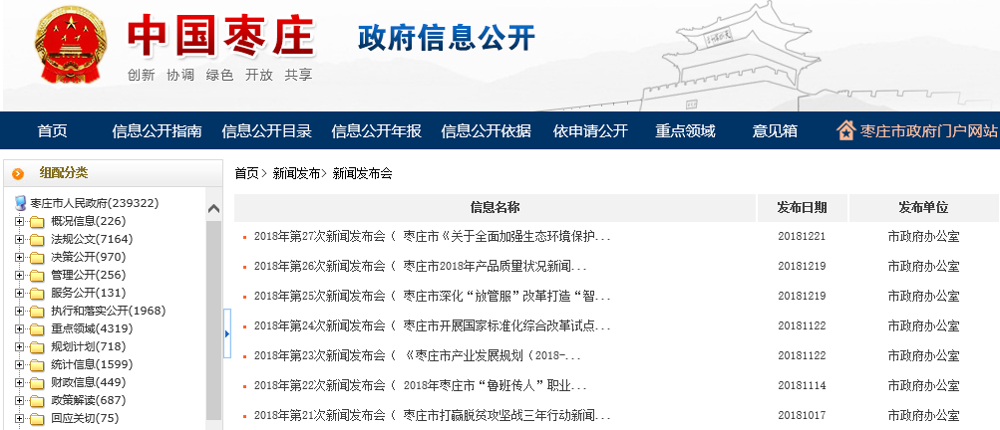 中国枣庄 政府信息公开
创新 协调 绿色 开放 共享
首页 信息公开指南 信息公开目录 信息公开年报 信息公开依据 依申请公开 重点领域 意见箱 枣庄市政府门户网站
组配分类
枣庄市人民政府(239322)
概况信息(226)
法规公文(7164)
决策公开(970)
管理公开(256)
服务公开(131)
执行和落实公开(1968)
重点领域(4319)
规划计划(718)
统计信息(1599)
财政信息(449)
政策解读(687)
回应关切(75)
首页> 新闻发布> 新闻发布会
信息名称 发布日期 发布单位
2018年第27次新闻发布会（ 枣庄市《关于全面加强生态环境保护... 20181221 市政府办公室
2018年第26次新闻发布会（ 枣庄市2018年产品质量状况新闻... 20181219 市政府办公室
2018年第25次新闻发布会（ 枣庄市深化“放管服”改革打造“智... 20181219 市政府办公室
2018年第24次新闻发布会（ 枣庄市开展国家标准化综合改革试点... 20181122 市政府办公室
2018年第23次新闻发布会（ 《枣庄市产业发展规划（2018-... 20181122 市政府办公室
2018年第22次新闻发布会（ 2018年枣庄市“鲁班传人”职业... 20181114 市政府办公室
2018年第21次新闻发布会（ 枣庄市打赢脱贫攻坚战三年行动新闻... 20181017 市政府办公室